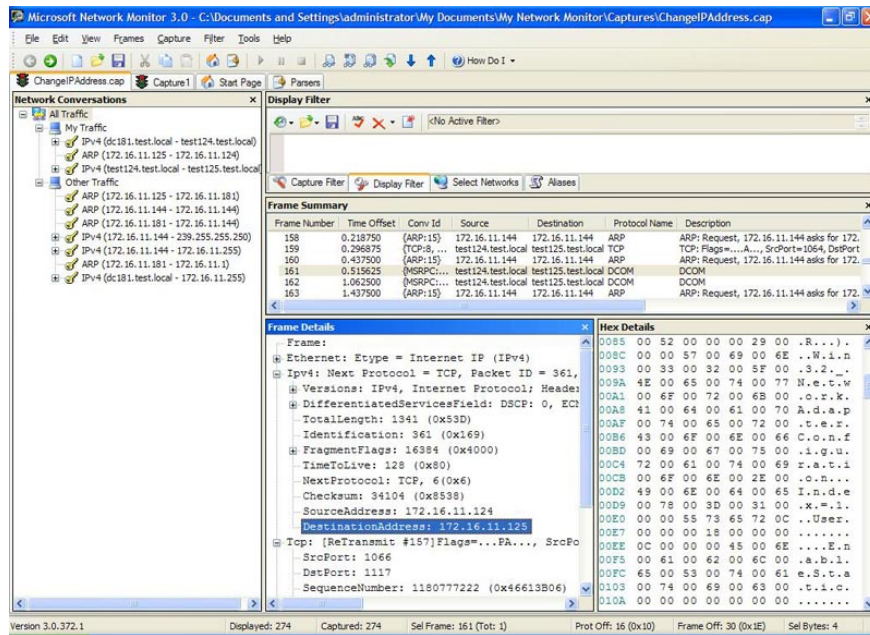 Microsoft Network Monitor 3.0 - C:\Documents and Settings\administrator\My Documents\My Network Monitor\Captures\ChangeIPAddress.cap
File Edit View Frames Capture Filter Tools Help
How Do I
ChangeIPAddress.cap Capture1 Start Page Parsers
Network Conversations
All Traffic
My Traffic
IPv4 (dc181.test.local - test124.test.local)
ARP (172.16.11.125 - 172.16.11.124)
IPv4 (test124.test.local - test125.test.local
Other Traffic
ARP (172.16.11.125 - 172.16.11.181)
ARP (172.16.11.144 - 172.16.11.144)
ARP (172.16.11.181 - 172.16.11.144)
IPv4 (172.16.11.144 - 239.255.255.250)
IPv4 (172.16.11.144 - 172.16.11.255)
ARP (172.16.11.181 - 172.16.11.1)
IPv4 (dc181.test.local - 172.16.11.255)
Display Filter
<No Active Filter>
Capture Filter Display Filter Select Networks Aliases
Frame Summary
Frame Number Time Offset Conv Id Source Destination Protocol Name Description
158 0.218750 {ARP:15} 172.16.11.144 172.16.11.144 ARP ARP: Request, 172.16.11.144 asks for 172.
159 0.296875 {TCP:8, ... test124.test.local test125.test.local TCP TCP: Flags=....A..., SrcPort=1064, DstPort
160 0.437500 {ARP:15} 172.16.11.144 172.16.11.144 ARP ARP: Request, 172.16.11.144 asks for 172.
161 0.515625 {MSRPC:... test124.test.local test125.test.local DCOM DCOM
162 1.062500 {MSRPC:... test124.test.local test125.test.local DCOM DCOM
163 1.437500 {ARP:15} 172.16.11.144 172.16.11.144 ARP ARP: Request, 172.16.11.144 asks for 172.
Frame Details
Frame:
Ethernet: Etype = Internet IP (IPv4)
Ipv4: Next Protocol = TCP, Packet ID = 361,
Versions: IPv4, Internet Protocol; Header
DifferentiatedServicesField: DSCP: 0, ECN
TotalLength: 1341 (0x53D)
Identification: 361 (0x169)
FragmentFlags: 16384 (0x4000)
TimeToLive: 128 (0x80)
NextProtocol: TCP, 6(0x6)
Checksum: 34104 (0x8538)
SourceAddress: 172.16.11.124
DestinationAddress: 172.16.11.125
Tcp: [ReTransmit #157]Flags=...PA..., SrcPo
SrcPort: 1066
DstPort: 1117
SequenceNumber: 1180777222 (0x46613B06)
Hex Details
0085 00 52 00 00 00 29 00 .R...).
008C 00 00 57 00 69 00 6E ..W.i.n
0093 00 33 00 32 00 5F 00 .3.2._.
009A 4E 00 65 00 74 00 77 N.e.t.w
00A1 00 6F 00 72 00 6B 00 .o.r.k.
00A8 41 00 64 00 61 00 70 A.d.a.p
00AF 00 74 00 65 00 72 00 .t.e.r.
00B6 43 00 6F 00 6E 00 66 C.o.n.f
00BD 00 69 00 67 00 75 00 .i.g.u.
00C4 72 00 61 00 74 00 69 r.a.t.i
00CB 00 6F 00 6E 00 2E 00 .o.n...
00D2 49 00 6E 00 64 00 65 I.n.d.e
00D9 00 78 00 3D 00 31 00 .x.=.1.
00E0 00 00 55 73 65 72 0C ..User.
00E7 00 00 00 18 00 00 00 .......
00EE 0C 00 00 00 45 00 6E ....E.n
00F5 00 61 00 62 00 6C 00 .a.b.l.
00FC 65 00 53 00 74 00 61 e.S.t.a
0103 00 74 00 69 00 63 00 .t.i.c.
010A 00 00 00 00 00 00 00 .......
Version 3.0.372.1 Displayed: 274 Captured: 274 Sel Frame: 161 (Tot: 1) Prot Off: 16 (0x10) Frame Off: 30 (0x1E) Sel Bytes: 4